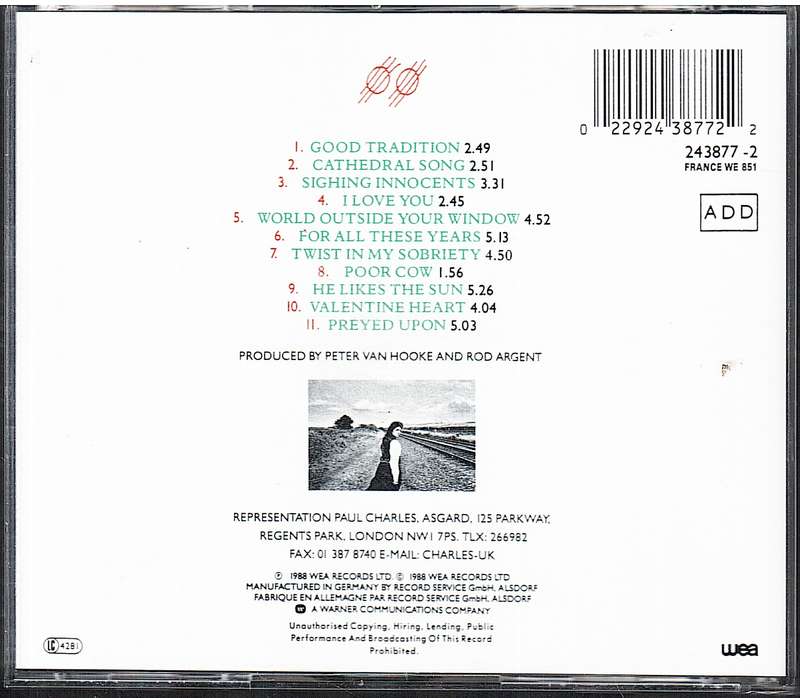 0 22924 38772 2
243877 -2
FRANCE WE 851
ADD
1. GOOD TRADITION 2.49
2. CATHEDRAL SONG 2.51
3. SIGHING INNOCENTS 3.31
4. I LOVE YOU 2.45
5. WORLD OUTSIDE YOUR WINDOW 4.52
6. FOR ALL THESE YEARS 5.13
7. TWIST IN MY SOBRIETY 4.50
8. POOR COW 1.56
9. HE LIKES THE SUN 5.26
10. VALENTINE HEART 4.04
11. PREYED UPON 5.03
PRODUCED BY PETER VAN HOOKE AND ROD ARGENT
REPRESENTATION PAUL CHARLES, ASGARD, 125 PARKWAY,
REGENTS PARK, LONDON NW1 7PS. TLX: 266982
FAX: 01 387 8740 E-MAIL: CHARLES-UK
℗ 1988 WEA RECORDS LTD. © 1988 WEA RECORDS LTD
MANUFACTURED IN GERMANY BY RECORD SERVICE GmbH, ALSDORF
FABRIQUE EN ALLEMAGNE PAR RECORD SERVICE GmbH, ALSDORF
A WARNER COMMUNICATIONS COMPANY
Unauthorised Copying, Hiring, Lending, Public
Performance And Broadcasting Of This Record
Prohibited.
LC 4281
wea